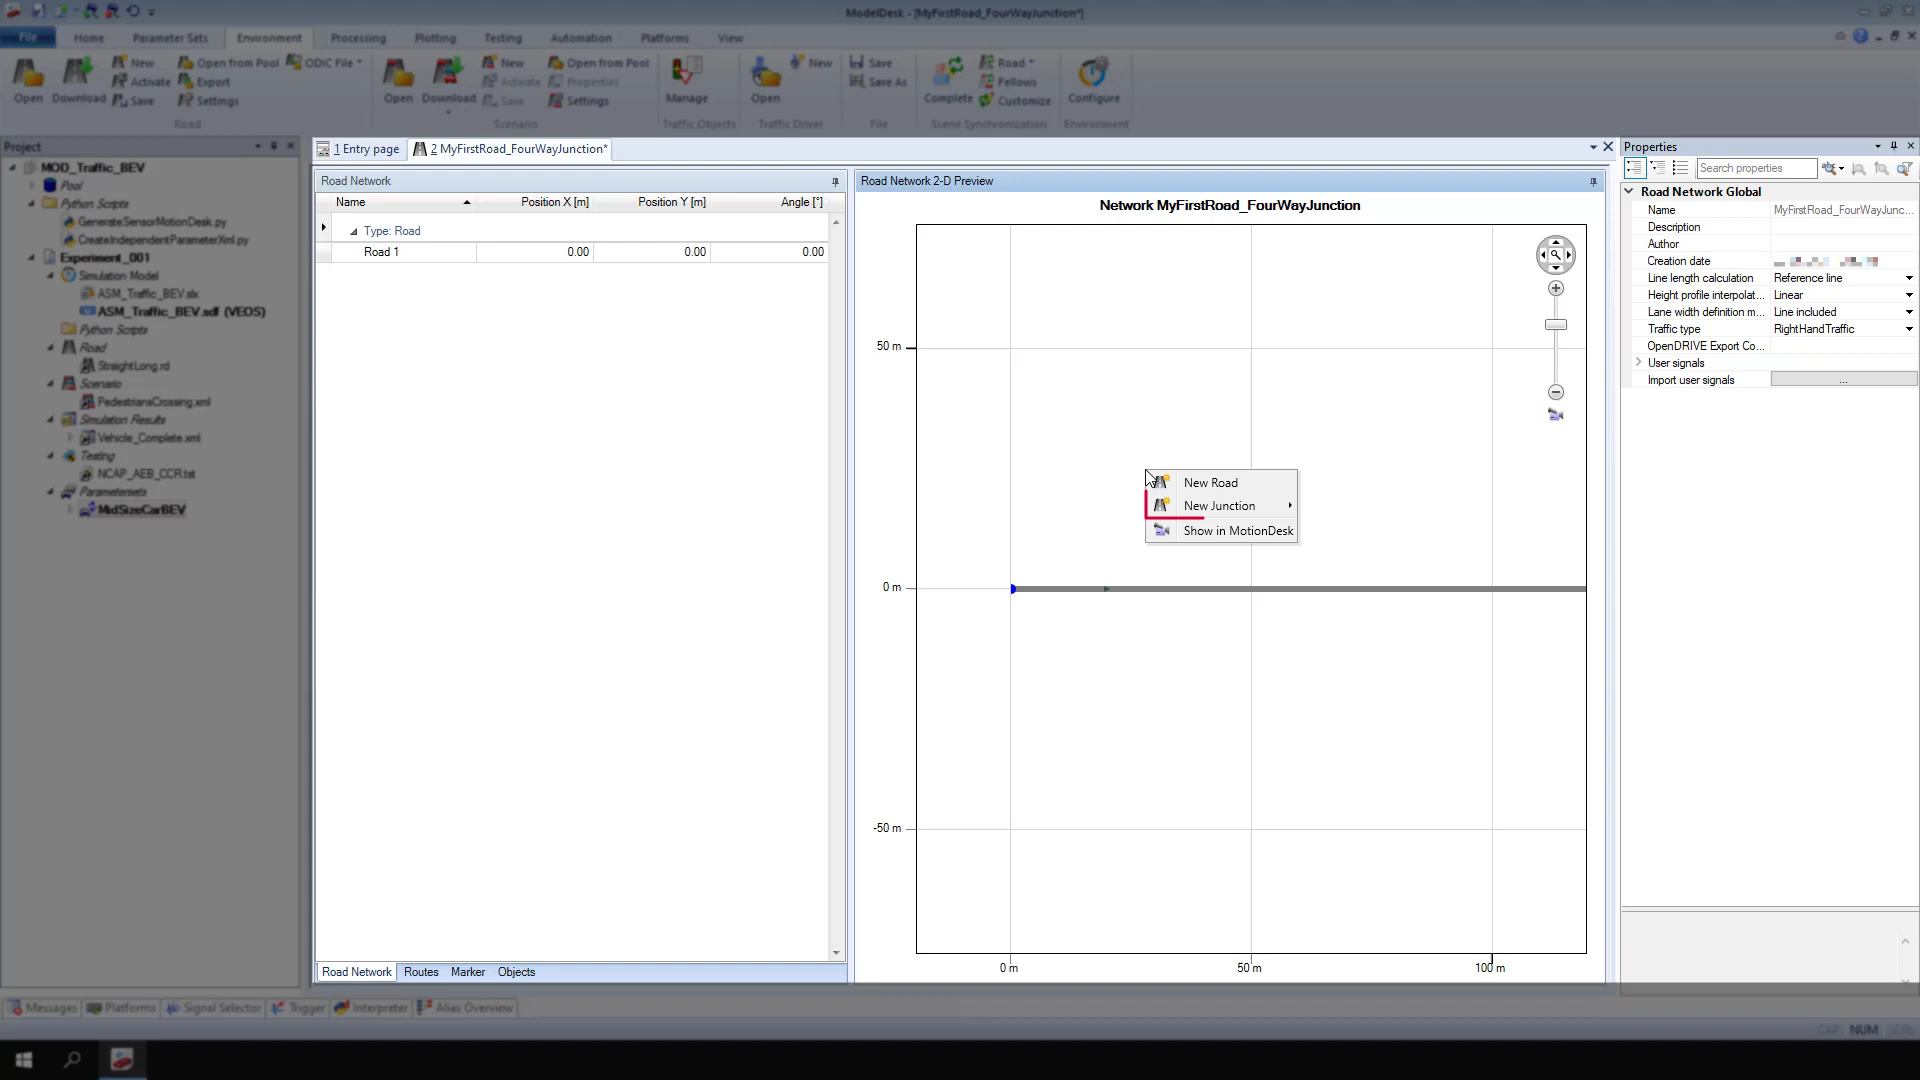 ModelDesk - [MyFirstRoad_FourWayJunction*]
File Home Parameter Sets Environment Processing Plotting Testing Automation Platforms View
Open Download New Activate Save Open from Pool Export Settings ODIC File
Road
Open Download New Activate Save Open from Pool Properties Settings
Scenario
Manage
Traffic Objects
Open New
Traffic Driver
Save
Save As
File
Complete Road Fellows Customize
Scene Synchronization
Configure
Environment
Project
MOD_Traffic_BEV
Pool
Python Scripts
GenerateSensorMotionDesk.py
CreateIndependentParameterXml.py
Experiment_001
Simulation Model
ASM_Traffic_BEV.slx
ASM_Traffic_BEV.sdf (VEOS)
Python Scripts
Road
StraightLong.rd
Scenario
PedestriansCrossing.xml
Simulation Results
Vehicle_Complete.xml
Testing
NCAP_AEB_CCR.tst
Parametersets
MidSizeCarBEV
1 Entry page
2 MyFirstRoad_FourWayJunction*
Road Network
Name Position X [m] Position Y [m] Angle [°]
Type: Road
Road 1 0.00 0.00 0.00
Road Network Routes Marker Objects
Road Network 2-D Preview
Network MyFirstRoad_FourWayJunction
50 m
0 m
-50 m
0 m 50 m 100 m
New Road
New Junction
Show in MotionDesk
Properties
Search properties
Road Network Global
Name MyFirstRoad_FourWayJunc...
Description
Author
Creation date
Line length calculation Reference line
Height profile interpolat... Linear
Lane width definition m... Line included
Traffic type RightHandTraffic
OpenDRIVE Export Co...
User signals
Import user signals ...
Messages Platforms Signal Selector Trigger Interpreter Alias Overview
CAP NUM SCRL